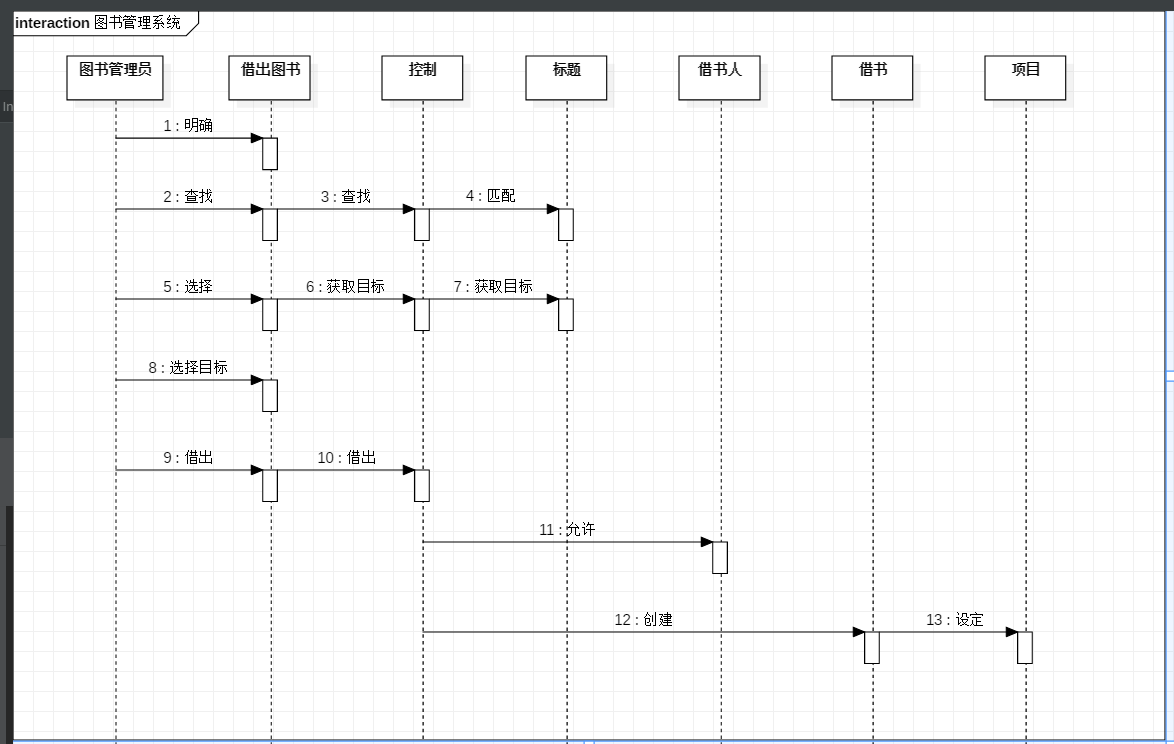 interaction 图书管理系统
图书管理员
借出图书
控制
标题
借书人
借书
项目
In
1 : 明确
2 : 查找
3 : 查找
4 : 匹配
5 : 选择
6 : 获取目标
7 : 获取目标
8 : 选择目标
9 : 借出
10 : 借出
11 : 允许
12 : 创建
13 : 设定